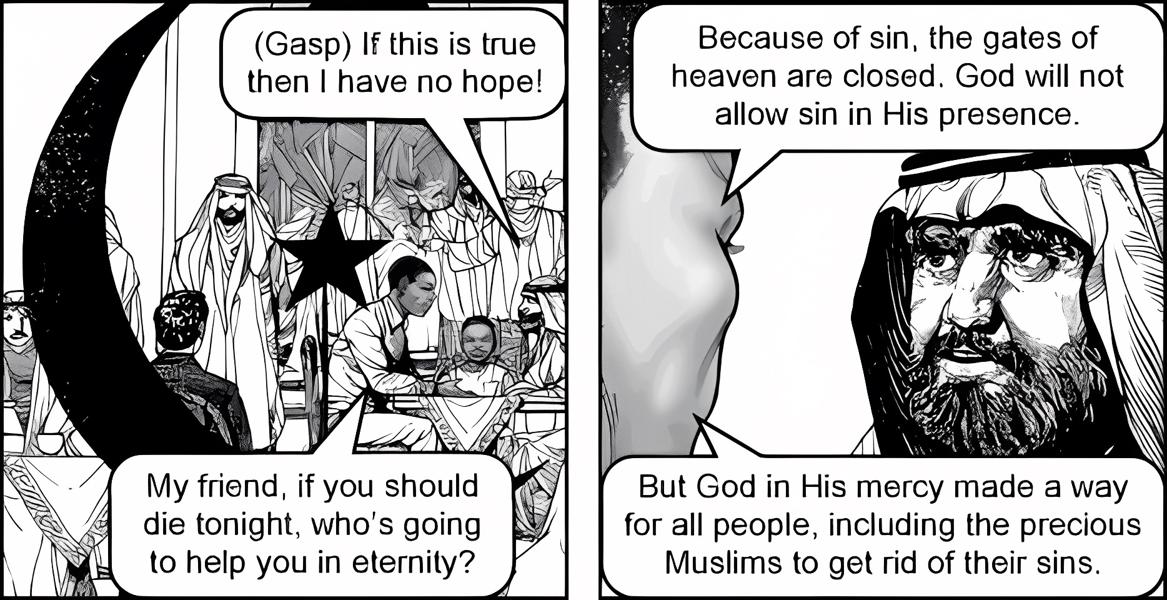 (Gasp) If this is true
then I have no hope!
My friend, if you should
die tonight, who's going
to help you in eternity?
Because of sin, the gates of
heaven are closed. God will not
allow sin in His presence.
But God in His mercy made a way
for all people, including the precious
Muslims to get rid of their sins.